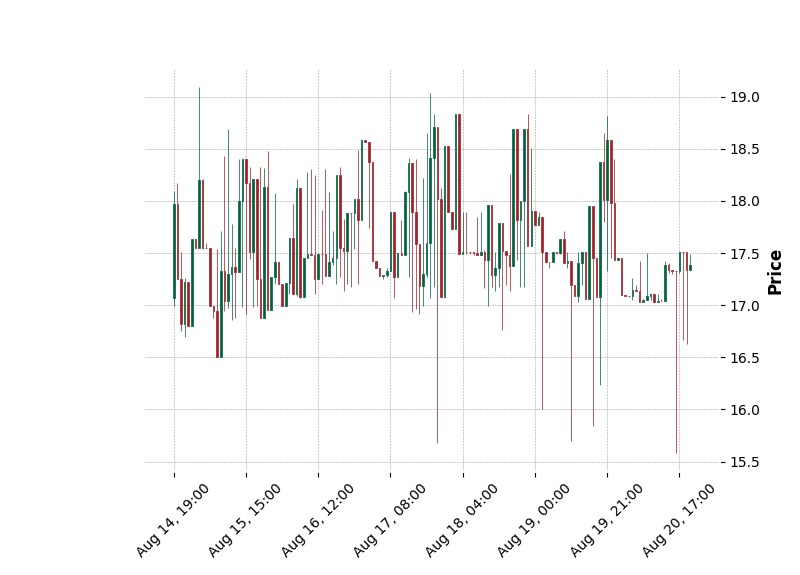 19.0
18.5
18.0
17.5
17.0
16.5
16.0
15.5
Price
Aug 14, 19:00
Aug 15, 15:00
Aug 16, 12:00
Aug 17, 08:00
Aug 18, 04:00
Aug 19, 00:00
Aug 19, 21:00
Aug 20, 17:00